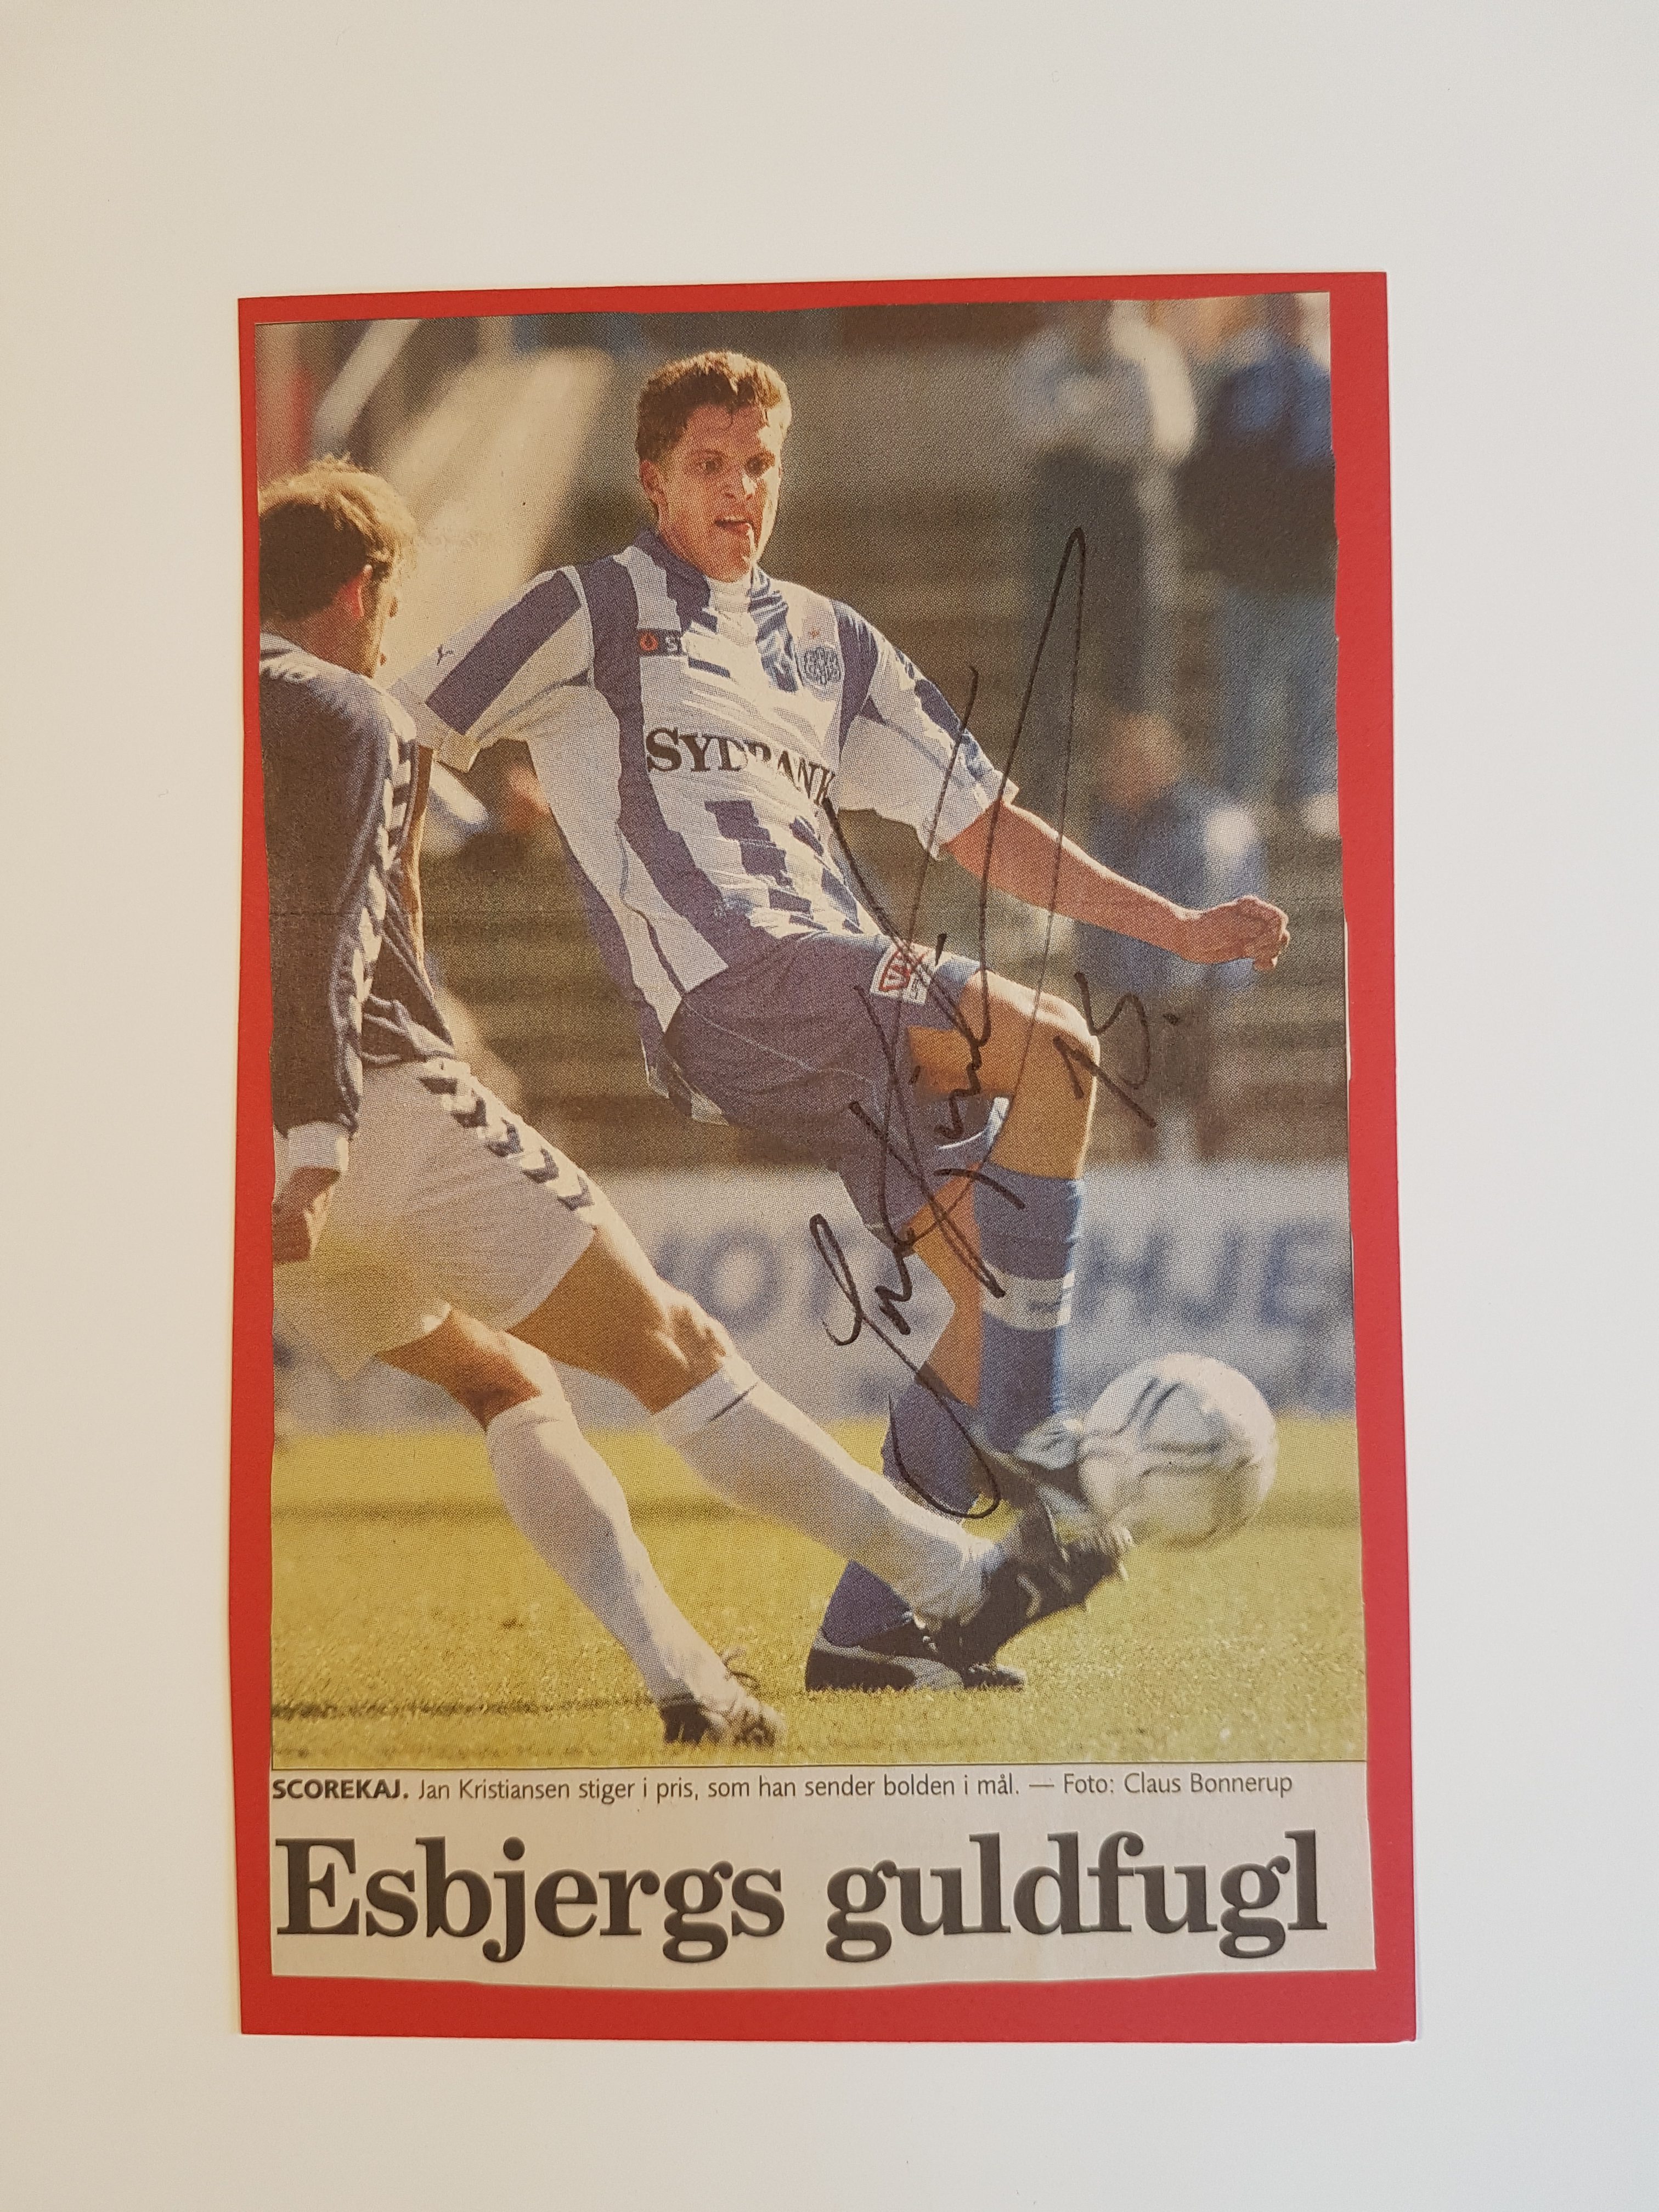 SYDBANK
SCOREKAJ. Jan Kristiansen stiger i pris, som han sender bolden i mål. — Foto: Claus Bonnerup
Esbjergs guldfugl